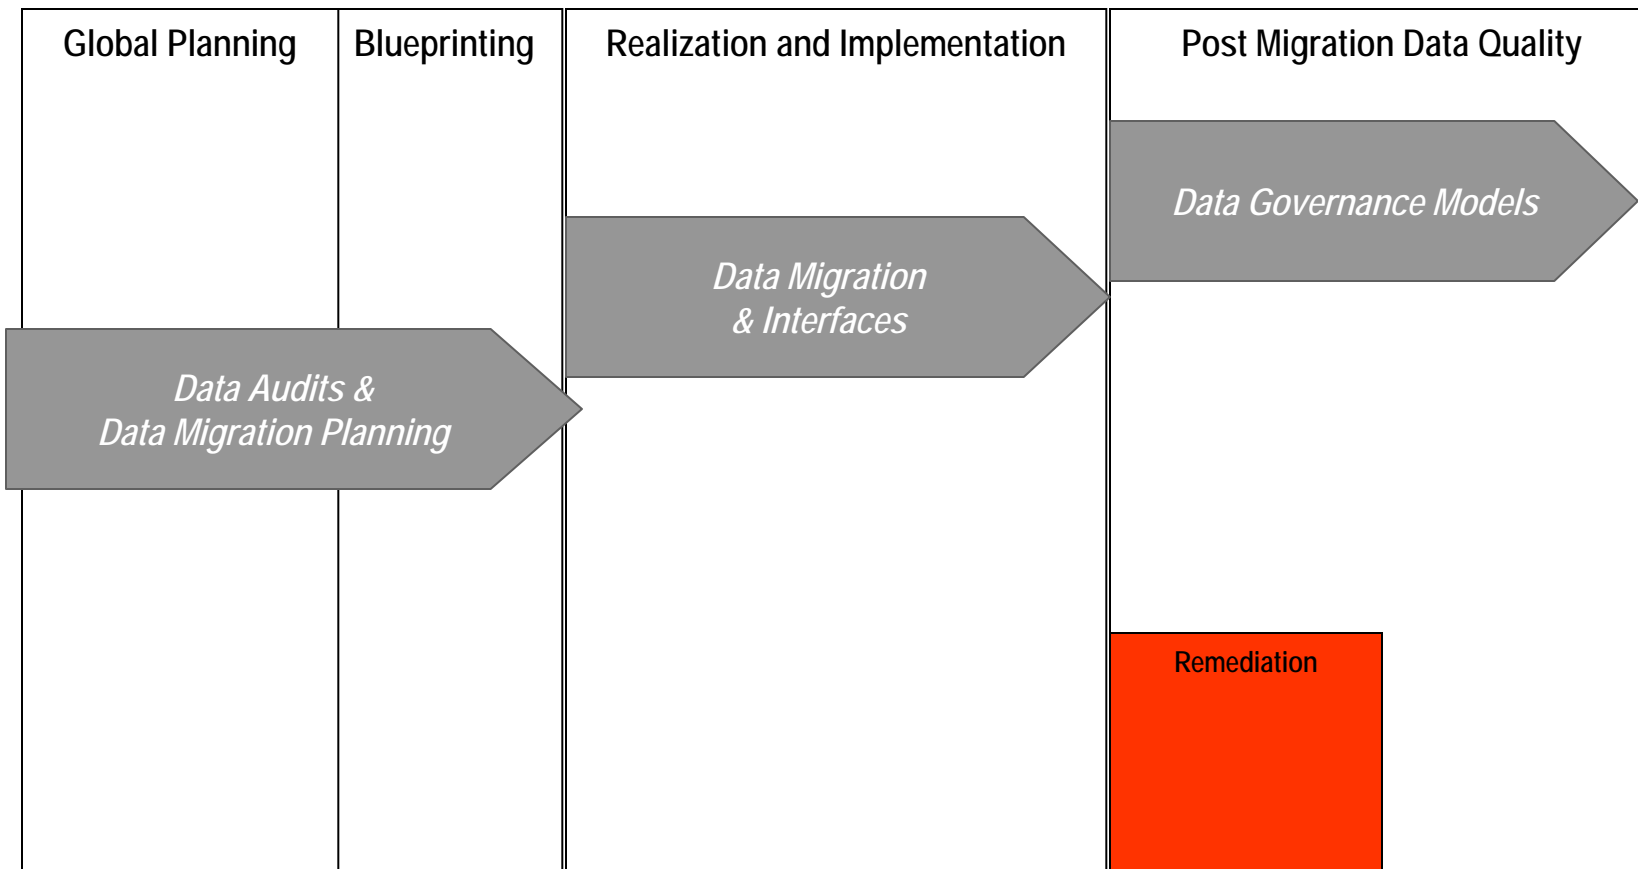 Global Planning
Blueprinting
Realization and Implementation
Post Migration Data Quality
Data Governance Models
Data Migration
& Interfaces
Data Audits &
Data Migration Planning
Remediation